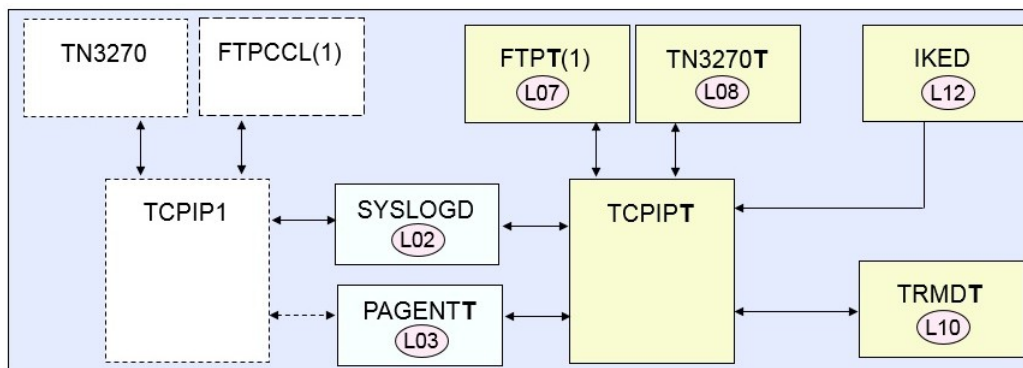 TN3270
FTPCCL(1)
FTPT(1)
L07
TN3270T
L08
IKED
L12
TCPIP1
SYSLOGD
L02
TCPIPT
PAGENTT
L03
TRMDT
L10